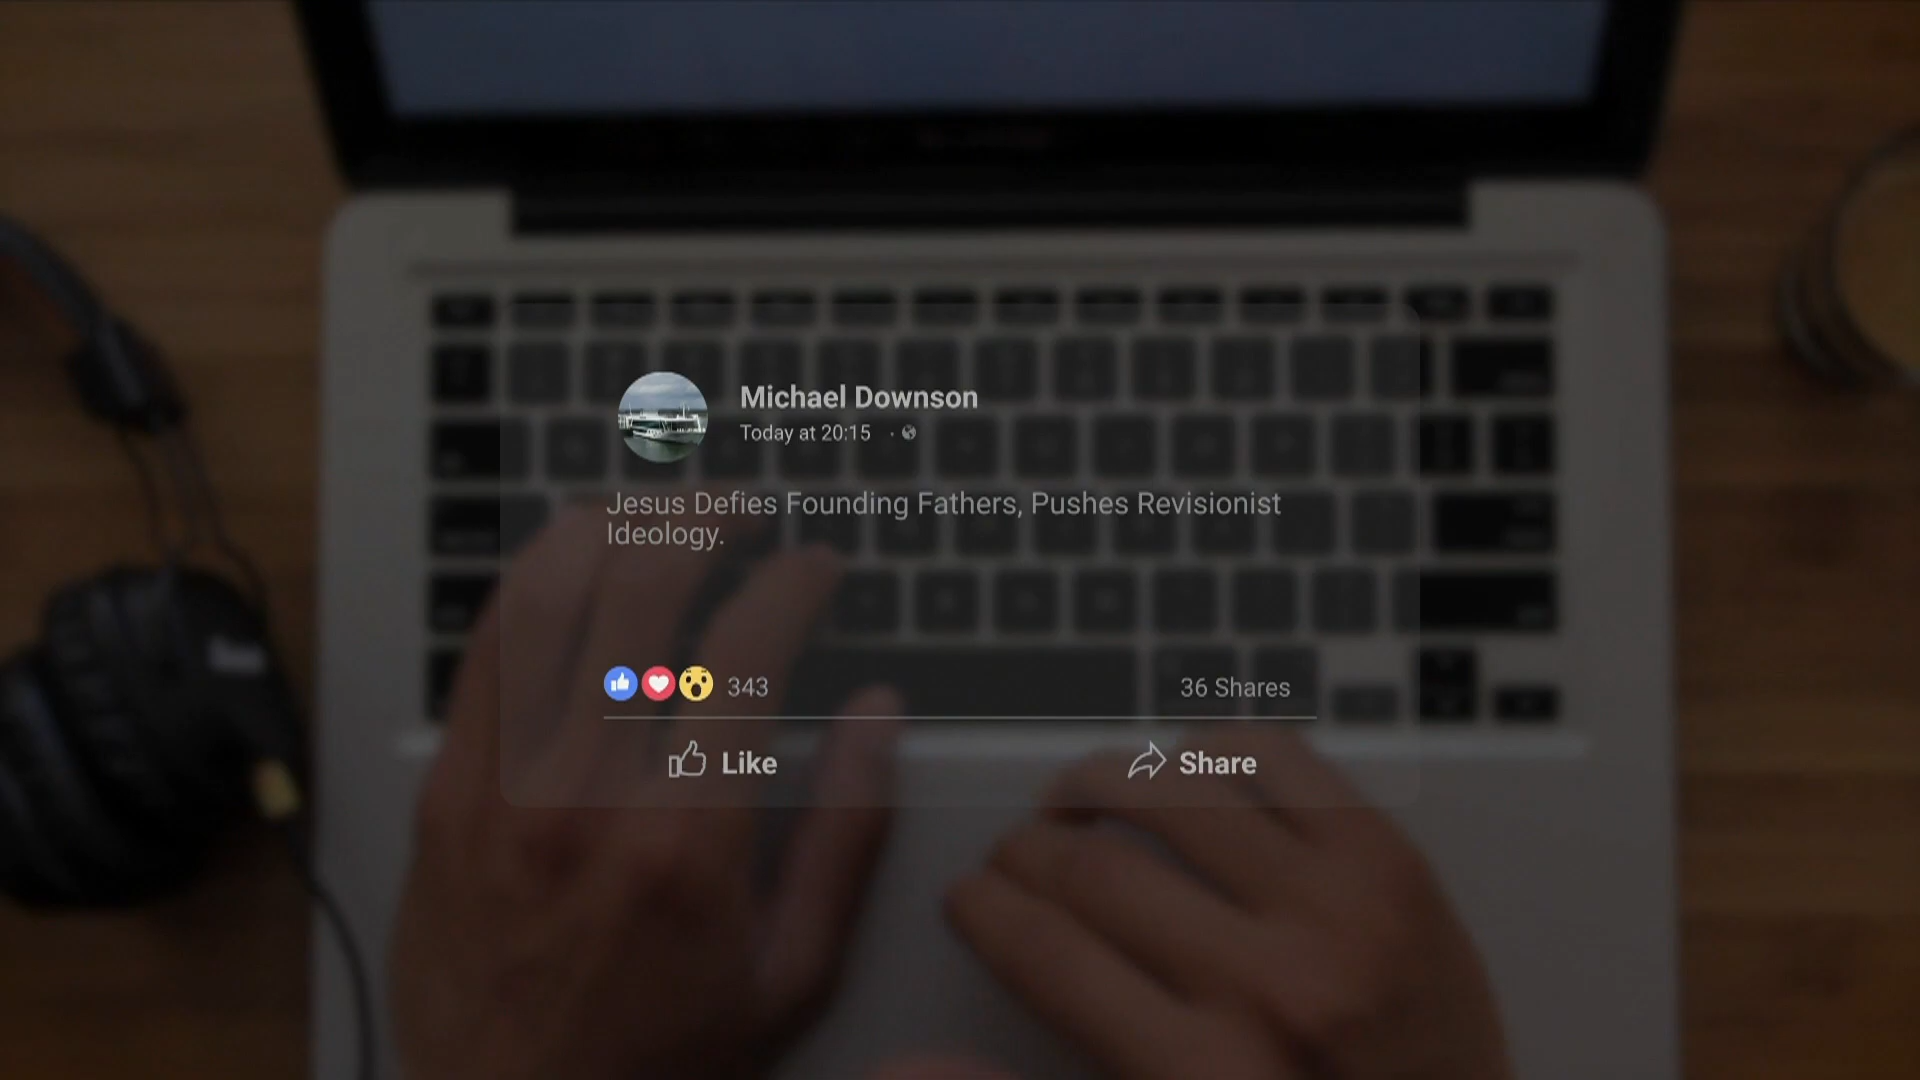 Michael Downson
Today at 20:15
Jesus Defies Founding Fathers, Pushes Revisionist
Ideology.
343
36 Shares
Like
Share